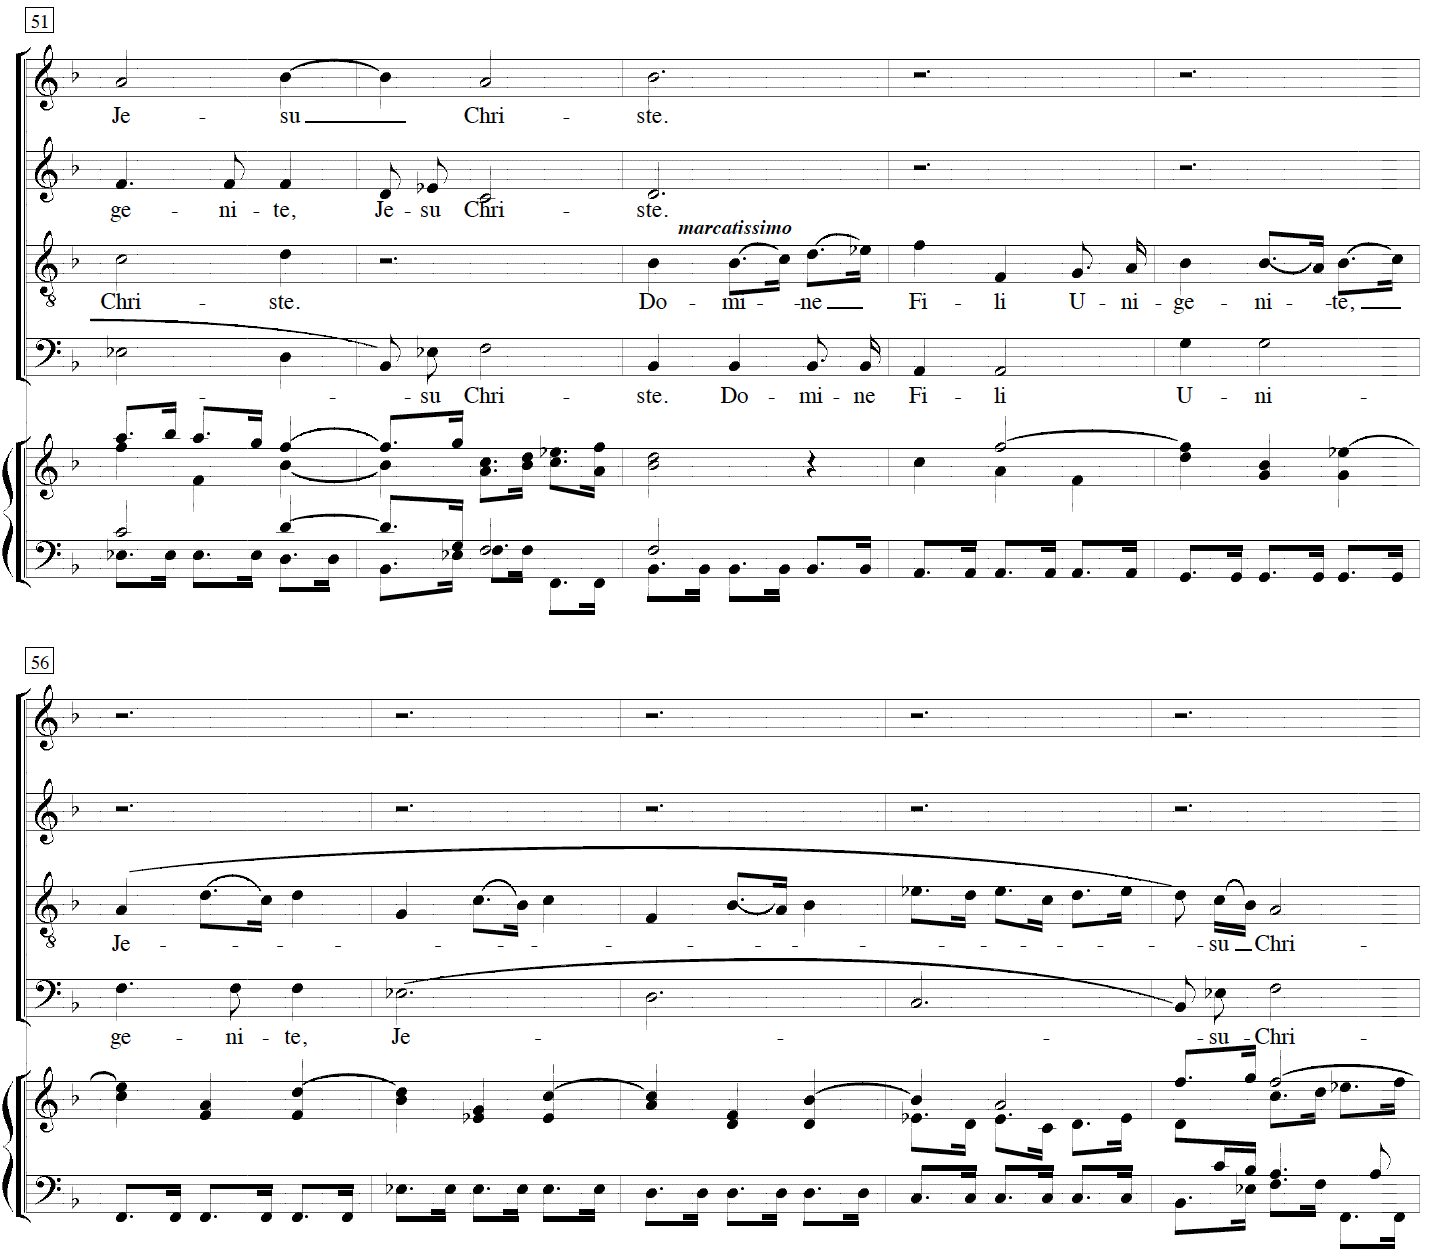 51
Je - su Chri - ste.
ge - ni - te, Je - su Chri - ste.
marcatissimo
Chri - ste. Do - mi - ne Fi - li U - ni - ge - ni - te,
- - su Chri - ste. Do - mi - ne Fi - li U - ni -
56
Je - - - - - - - - - - - - su Chri -
ge - ni - te, Je - - - - su - Chri -